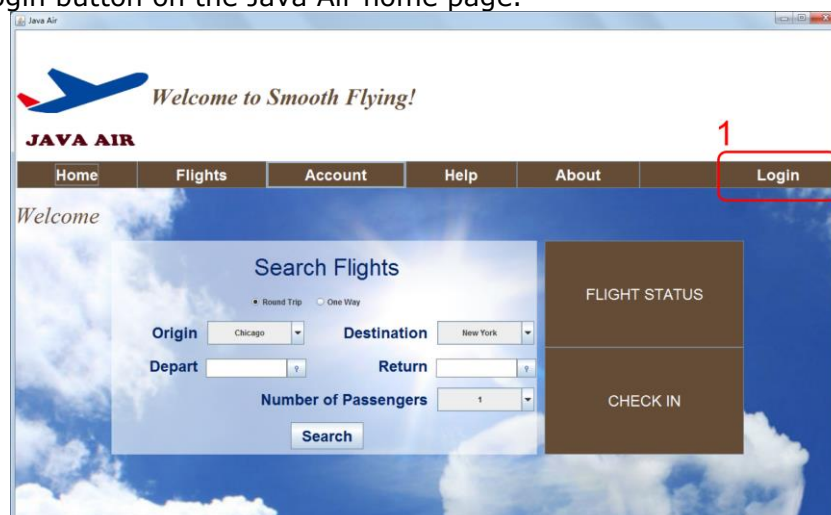 gin button on the Java Air home page.
Java Air
Welcome to Smooth Flying!
JAVA AIR
1
Home Flights Account Help About Login
Welcome
Search Flights
Round Trip One Way
FLIGHT STATUS
Origin Chicago Destination New York
Depart Return
Number of Passengers 1
CHECK IN
Search